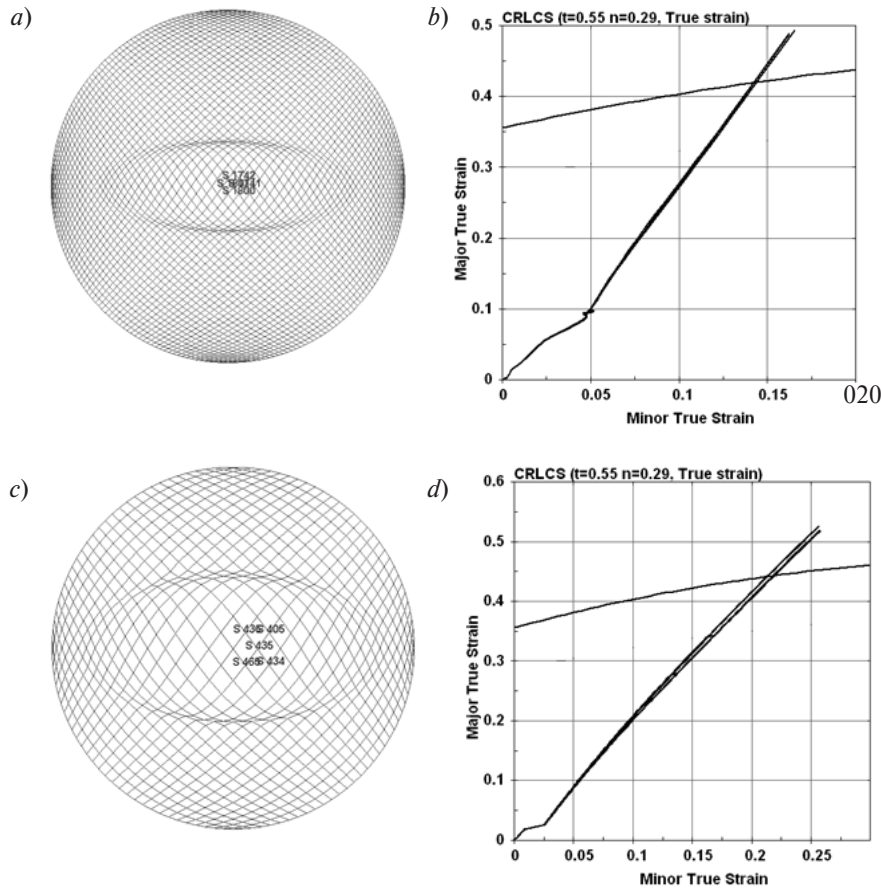 a)
S 1742
S 1800
b)
CRLCS (t=0.55 n=0.29, True strain)
Major True Strain
0.5
0.4
0.3
0.2
0.1
0
0 0.05 0.1 0.15 020
Minor True Strain
c)
S 436 S 405
S 435
S 465 S 434
d)
CRLCS (t=0.55 n=0.29, True strain)
Major True Strain
0.6
0.5
0.4
0.3
0.2
0.1
0
0 0.05 0.1 0.15 0.2 0.25
Minor True Strain